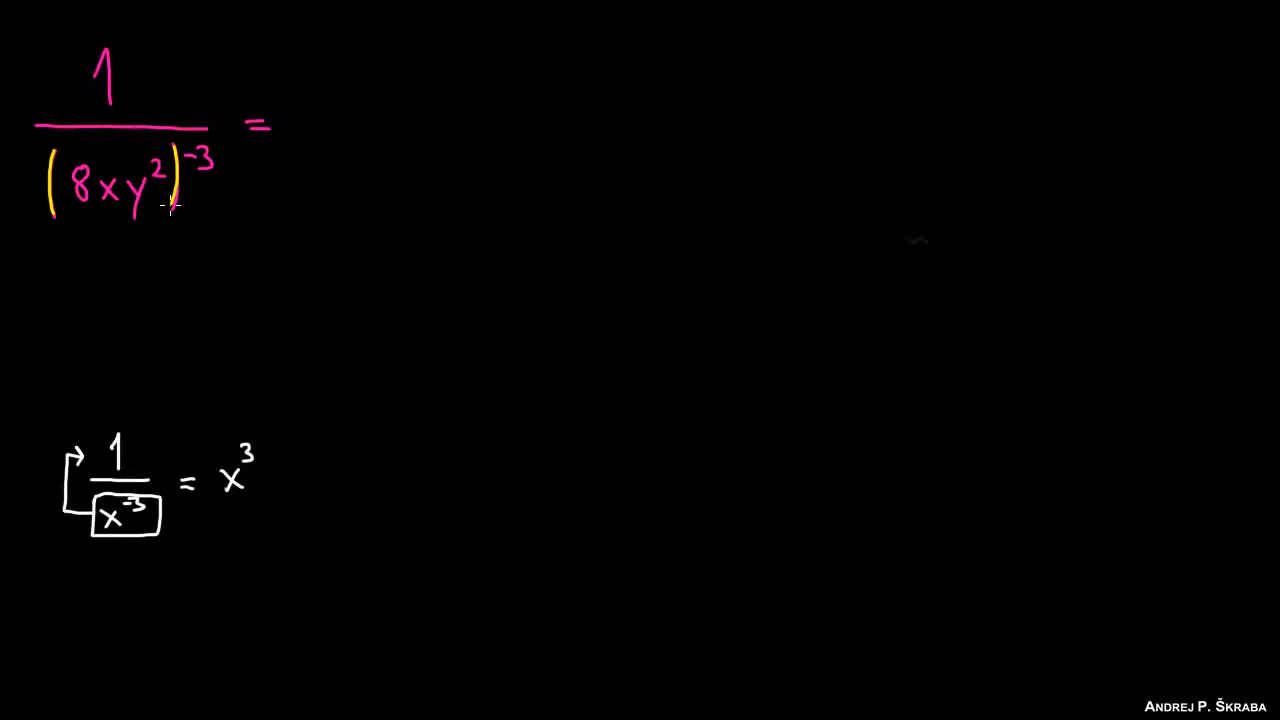 1
(8xy²)⁻³ =
1
x⁻³ = x³
ANDREJ P. ŠKRABA